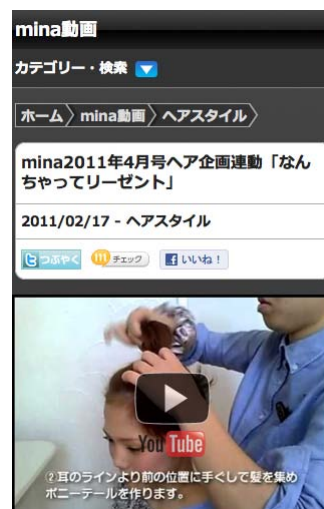 mina動画
カテゴリー・検索
ホーム
mina動画
ヘアスタイル
mina2011年4月号ヘア企画連動「なん
ちゃってリーゼント」
2011/02/17 - ヘアスタイル
つぶやく
チェック
いいね！
YouTube
②耳のラインより前の位置に手ぐしで髪を集め
ポニーテールを作ります。